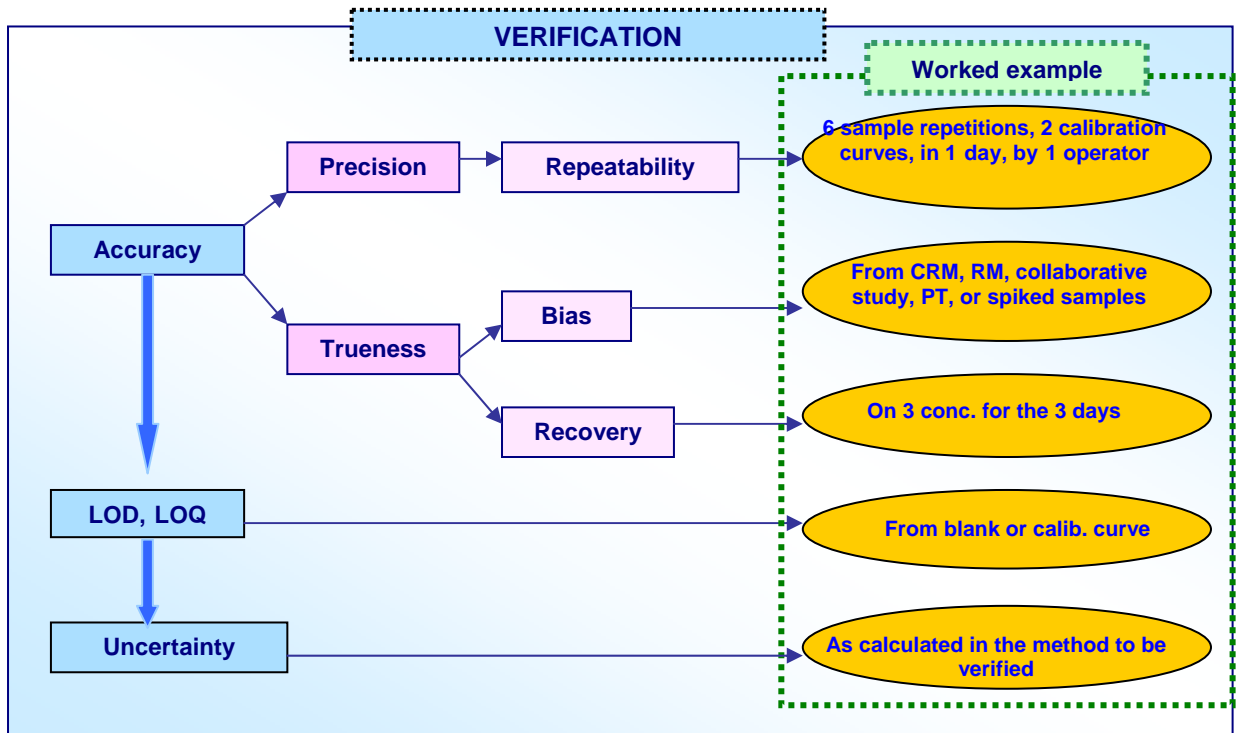 VERIFICATION
Worked example
6 sample repetitions, 2 calibration
curves, in 1 day, by 1 operator
Precision
Repeatability
Accuracy
From CRM, RM, collaborative
study, PT, or spiked samples
Bias
Trueness
On 3 conc. for the 3 days
Recovery
LOD, LOQ
From blank or calib. curve
Uncertainty
As calculated in the method to be
verified